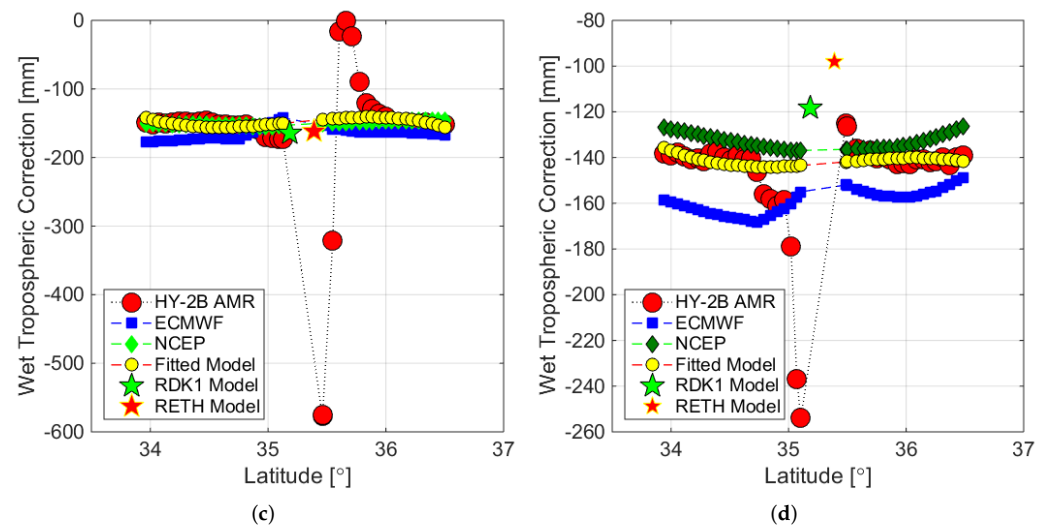 0
-100
-200
-300
-400
-500
-600
Wet Tropospheric Correction [mm]
HY-2B AMR
ECMWF
NCEP
Fitted Model
RDK1 Model
RETH Model
33 34 35 36 37
Latitude [°]
(c)
-80
-100
-120
-140
-160
-180
-200
-220
-240
-260
Wet Tropospheric Correction [mm]
HY-2B AMR
ECMWF
NCEP
Fitted Model
RDK1 Model
RETH Model
34 35 36 37
Latitude [°]
(d)